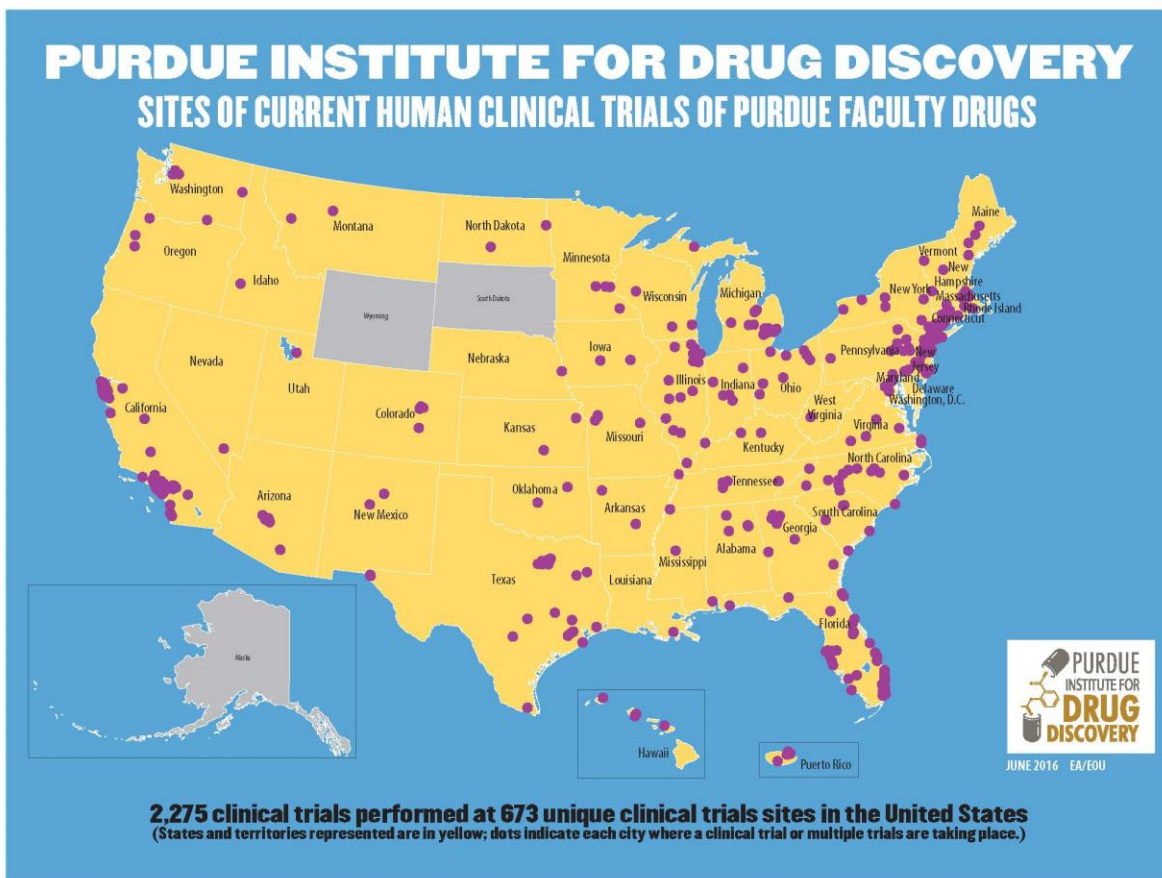 PURDUE INSTITUTE FOR DRUG DISCOVERY
SITES OF CURRENT HUMAN CLINICAL TRIALS OF PURDUE FACULTY DRUGS
Washington
Montana
North Dakota
Minnesota
Maine
Oregon
Idaho
Wyoming
South Dakota
Wisconsin
Michigan
Vermont
New
Hampshire
New York
Massachusetts
Rhode Island
Connecticut
Nevada
Utah
Nebraska
Iowa
Illinois
Indiana
Ohio
Pennsylvania
New
Jersey
Maryland
Delaware
Washington, D.C.
California
Colorado
Kansas
Missouri
West
Virginia
Virginia
Kentucky
North Carolina
Arizona
New Mexico
Oklahoma
Arkansas
Tennessee
South Carolina
Texas
Louisiana
Mississippi
Alabama
Georgia
Florida
Alaska
Hawaii
Puerto Rico
PURDUE
INSTITUTE FOR
DRUG
DISCOVERY
JUNE 2016 EA/EOU
2,275 clinical trials performed at 673 unique clinical trials sites in the United States
(States and territories represented are in yellow; dots indicate each city where a clinical trial or multiple trials are taking place.)